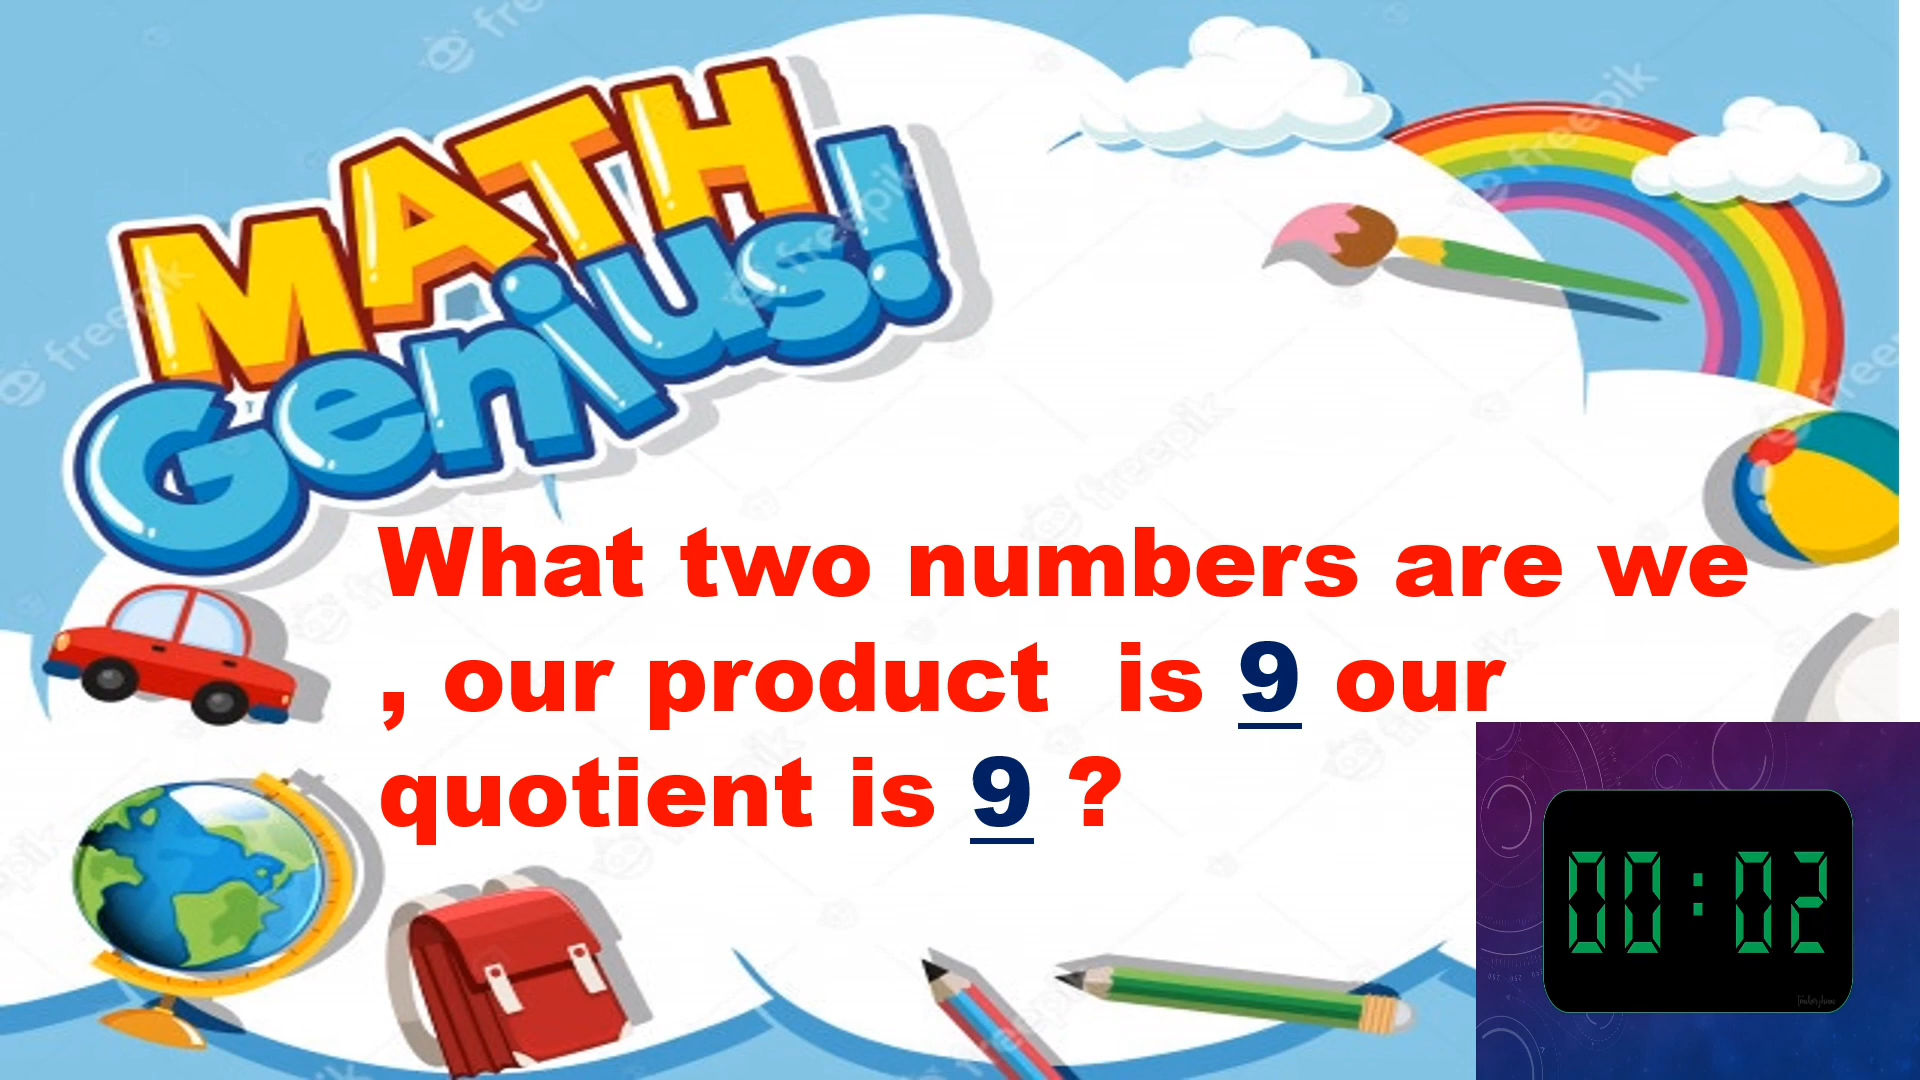 MATH
Genius!
What two numbers are we
, our product is 9 our
quotient is 9 ?
00:02